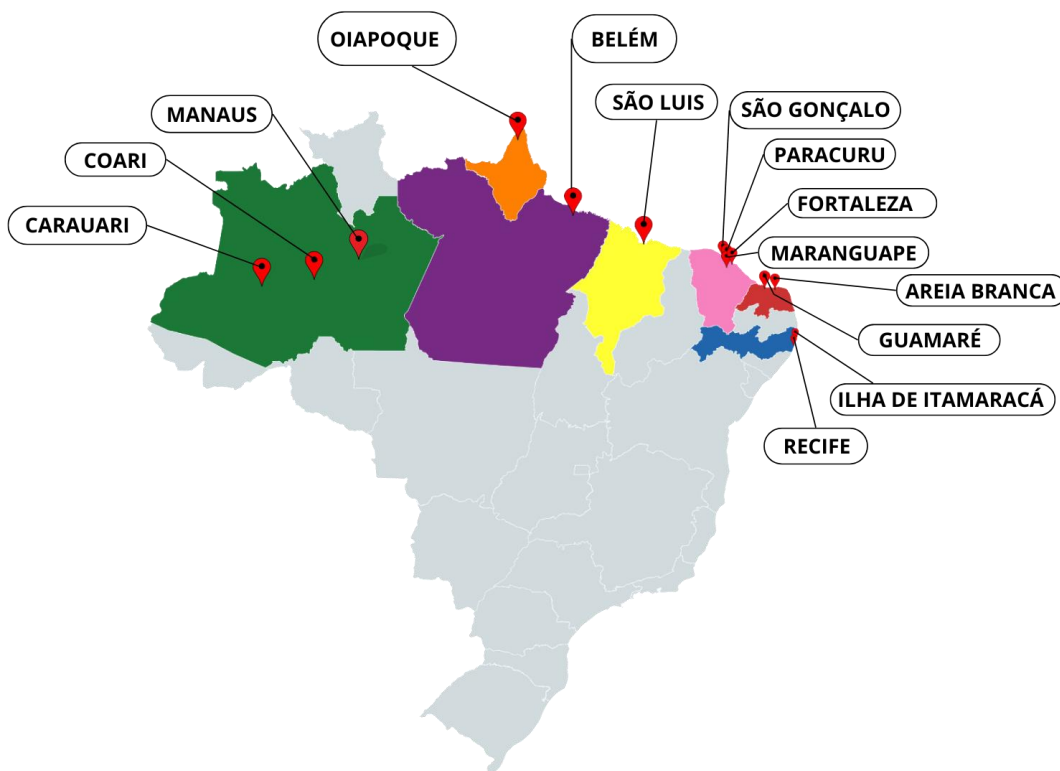 OIAPOQUE
BELÉM
SÃO LUIS
MANAUS
SÃO GONÇALO
COARI
PARACURU
CARAUARI
FORTALEZA
MARANGUAPE
AREIA BRANCA
GUAMARÉ
ILHA DE ITAMARACÁ
RECIFE